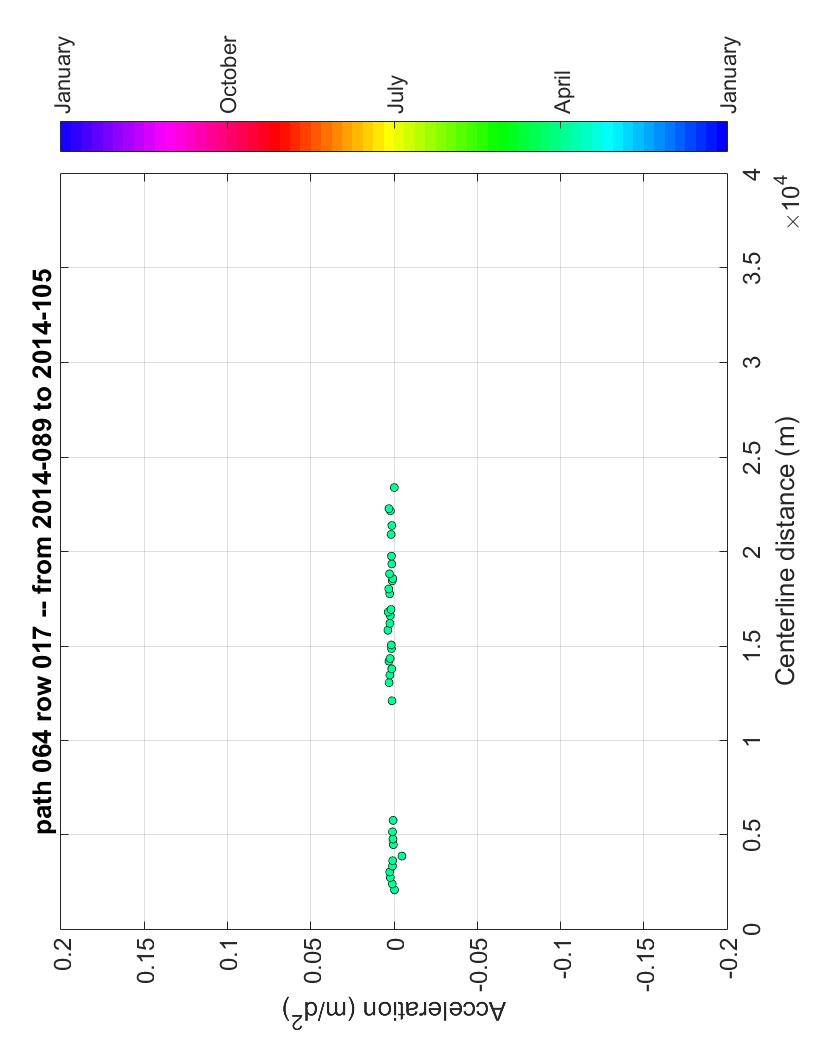 path 064 row 017 -- from 2014-089 to 2014-105
0.2
0.15
0.1
0.05
0
-0.05
-0.1
-0.15
-0.2
Acceleration (m/d²)
0
0.5
1
1.5
2
2.5
3
3.5
4
×10⁴
Centerline distance (m)
January
October
July
April
January